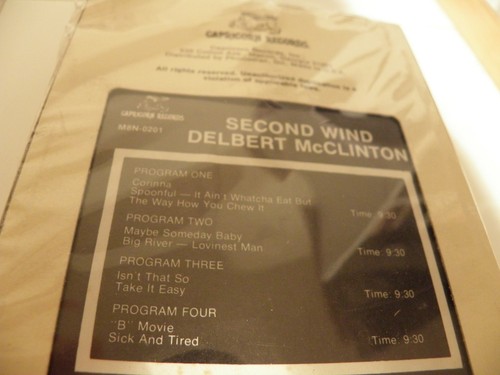 CAPRICORN RECORDS
All rights reserved. Unauthorized duplication is a
violation of applicable laws.
CAPRICORN RECORDS
M8N-0201
SECOND WIND
DELBERT McCLINTON
PROGRAM ONE
Corinna
Spoonful — It Ain't Whatcha Eat But
The Way How You Chew It
Time: 9:30
PROGRAM TWO
Maybe Someday Baby
Big River — Lovinest Man
Time: 9:30
PROGRAM THREE
Isn't That So
Take It Easy
Time: 9:30
PROGRAM FOUR
"B" Movie
Sick And Tired
Time: 9:30